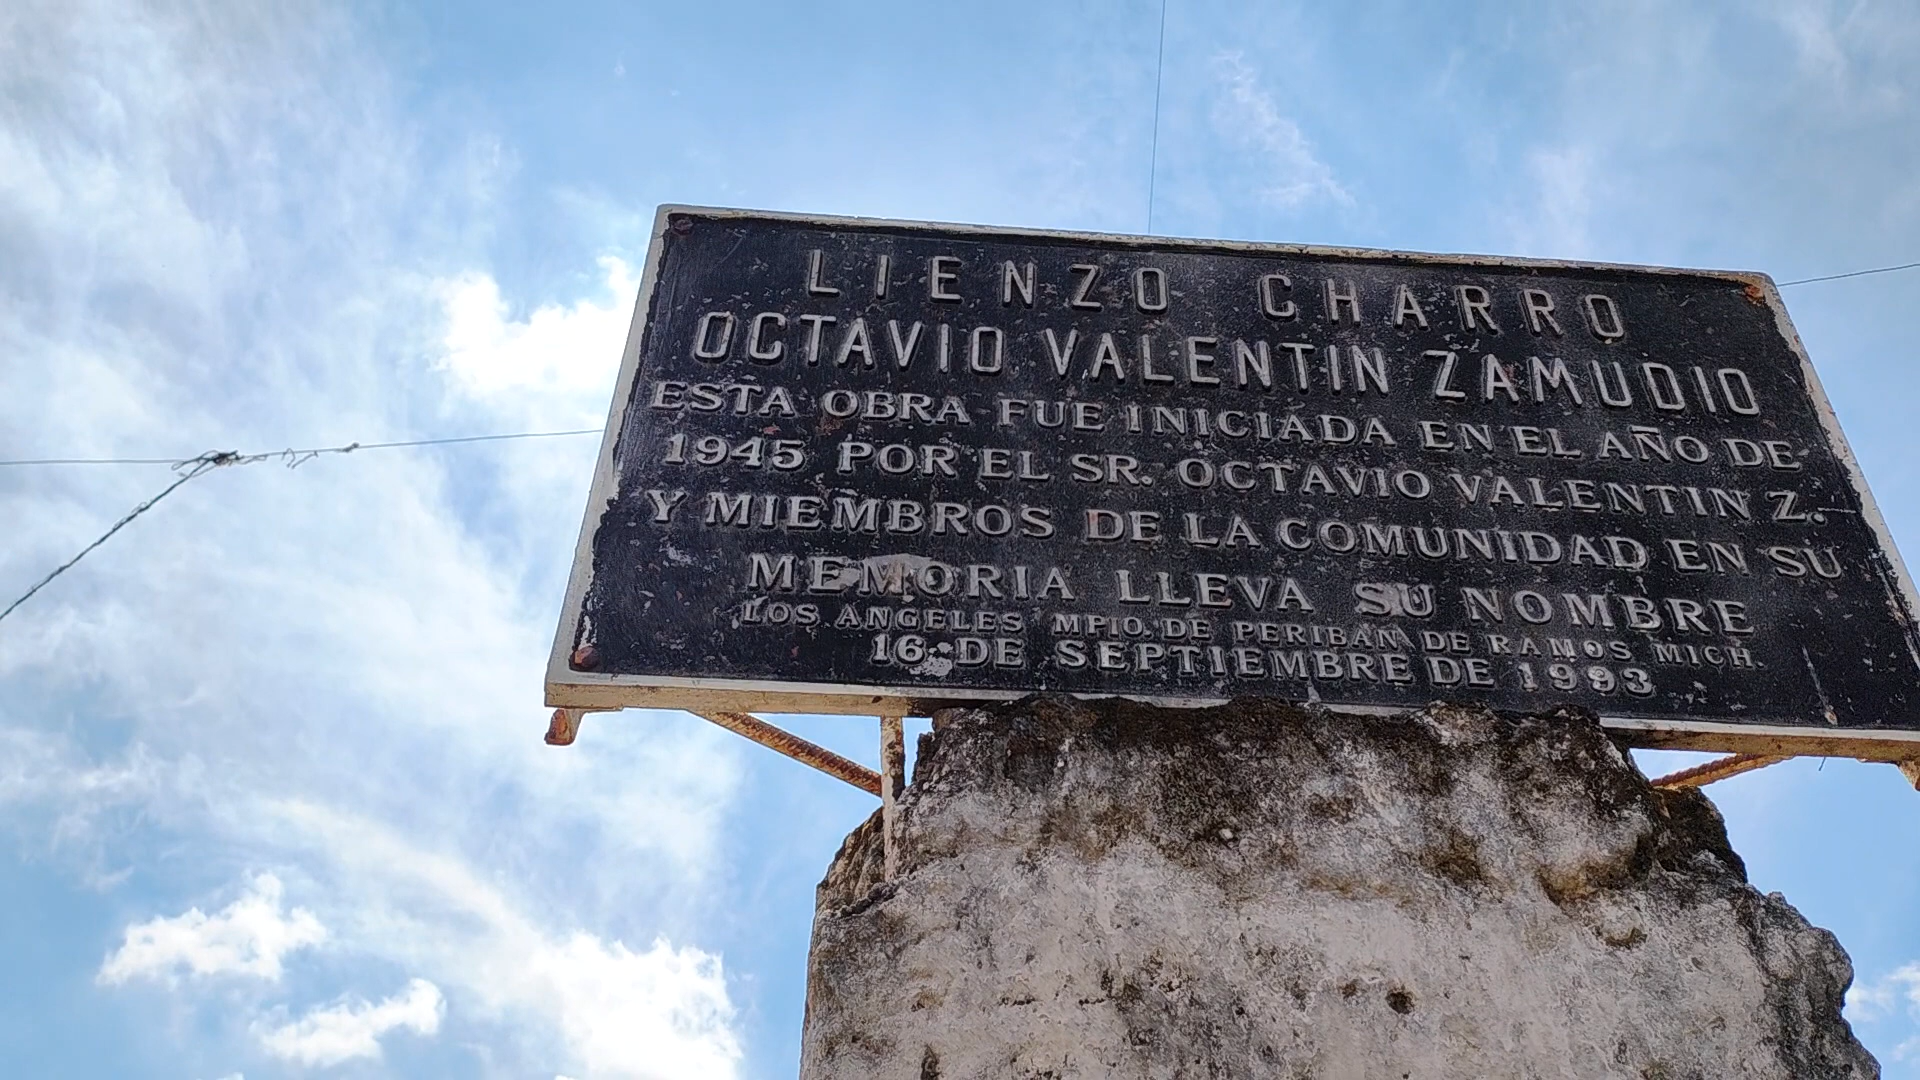 LIENZO CHARRO
OCTAVIO VALENTIN ZAMUDIO
ESTA OBRA FUE INICIADA EN EL AÑO DE
1945 POR EL SR. OCTAVIO VALENTIN Z.
Y MIEMBROS DE LA COMUNIDAD EN SU
MEMORIA LLEVA SU NOMBRE
LOS ANGELES MPIO. DE PERIBAN DE RAMOS MICH.
16 DE SEPTIEMBRE DE 1993